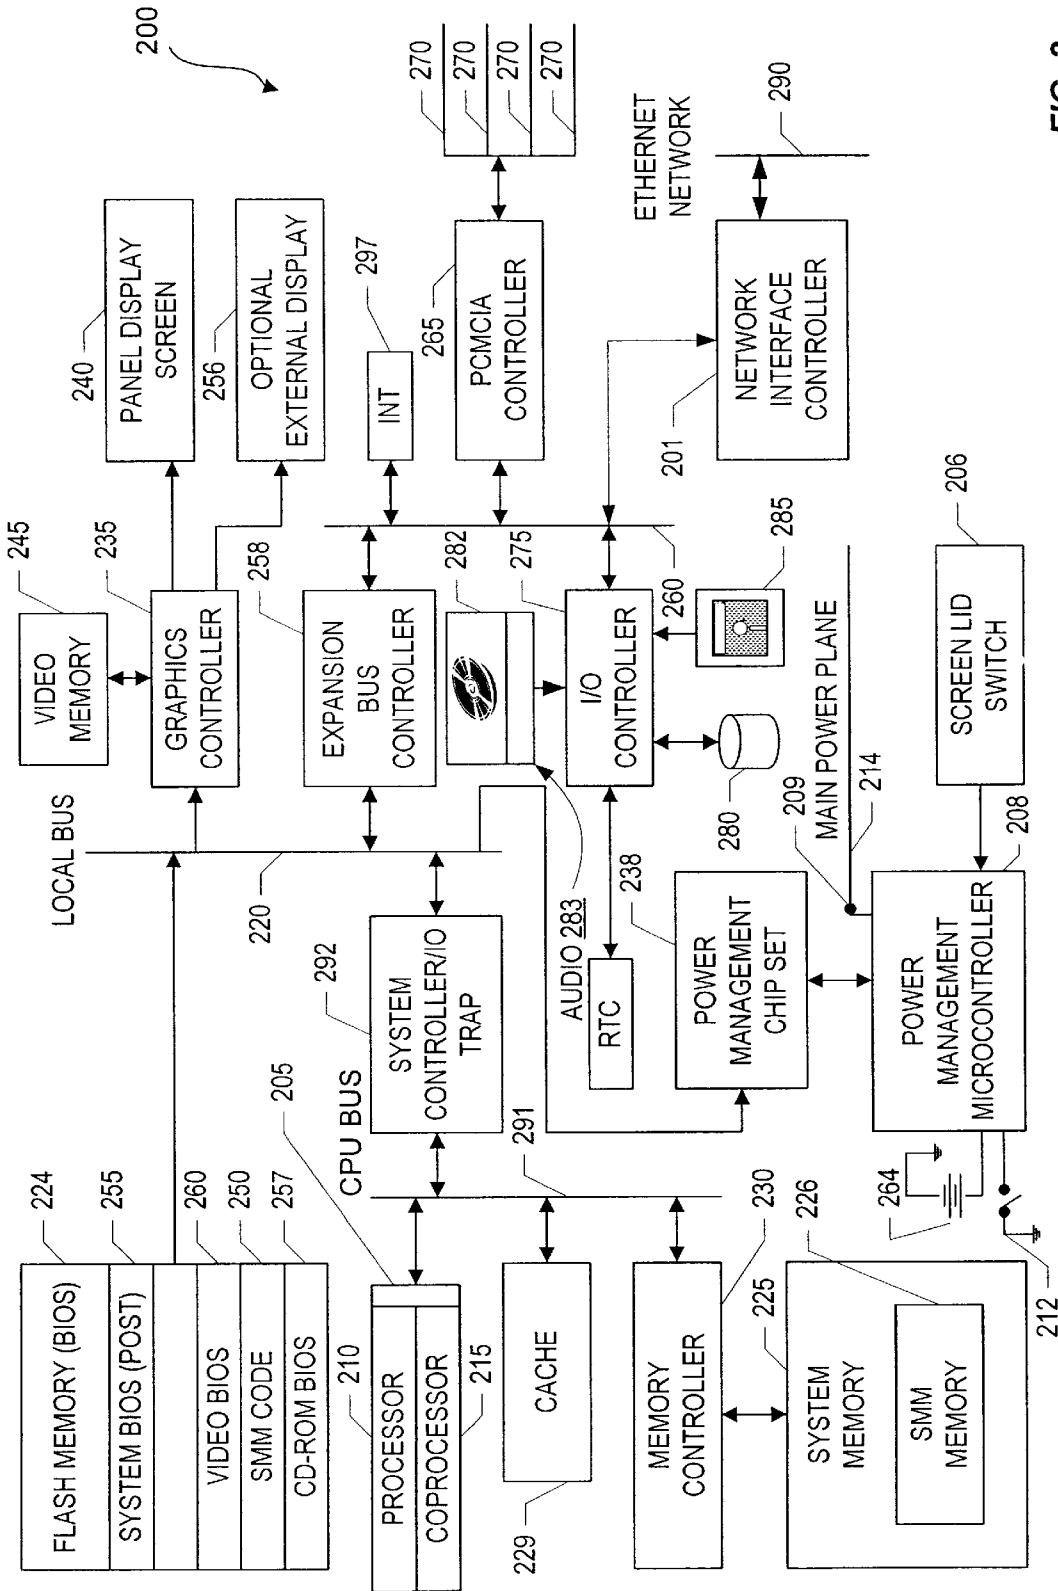 200
FLASH MEMORY (BIOS)
224
SYSTEM BIOS (POST)
255
VIDEO BIOS
260
SMM CODE
250
CD-ROM BIOS
257
LOCAL BUS
220
VIDEO
MEMORY
245
GRAPHICS
CONTROLLER
235
PANEL DISPLAY
SCREEN
240
OPTIONAL
EXTERNAL DISPLAY
256
PROCESSOR
210
COPROCESSOR
215
205
CPU BUS
291
SYSTEM
CONTROLLER/IO
TRAP
292
EXPANSION
BUS
CONTROLLER
258
INT
297
PCMCIA
CONTROLLER
265
270
270
270
270
CACHE
229
282
AUDIO 283
I/O
CONTROLLER
275
260
RTC
280
285
ETHERNET
NETWORK
290
NETWORK
INTERFACE
CONTROLLER
201
MEMORY
CONTROLLER
230
POWER
MANAGEMENT
CHIP SET
238
SYSTEM
MEMORY
225
SMM
MEMORY
226
264
212
POWER
MANAGEMENT
MICROCONTROLLER
208
209
MAIN POWER PLANE
214
SCREEN LID
SWITCH
206